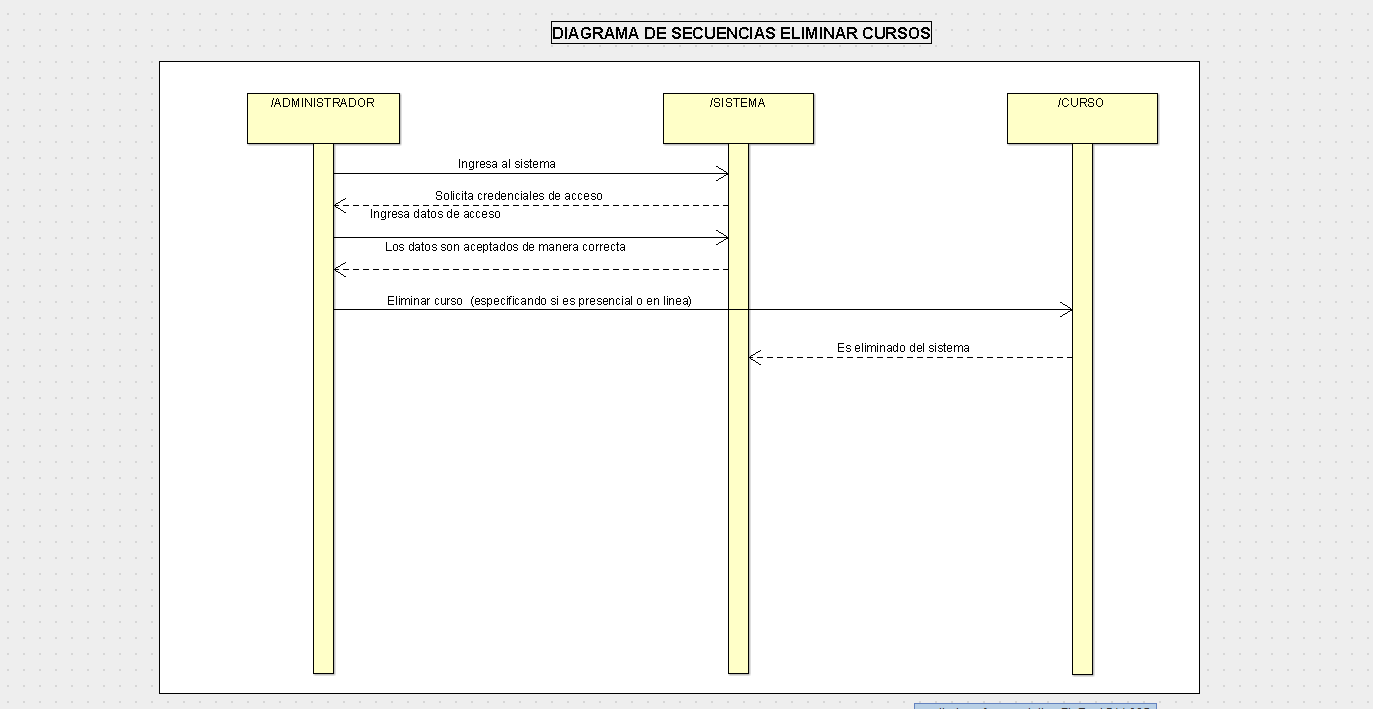 DIAGRAMA DE SECUENCIAS ELIMINAR CURSOS
/ADMINISTRADOR
/SISTEMA
/CURSO
Ingresa al sistema
Solicita credenciales de acceso
Ingresa datos de acceso
Los datos son aceptados de manera correcta
Eliminar curso (especificando si es presencial o en linea)
Es eliminado del sistema